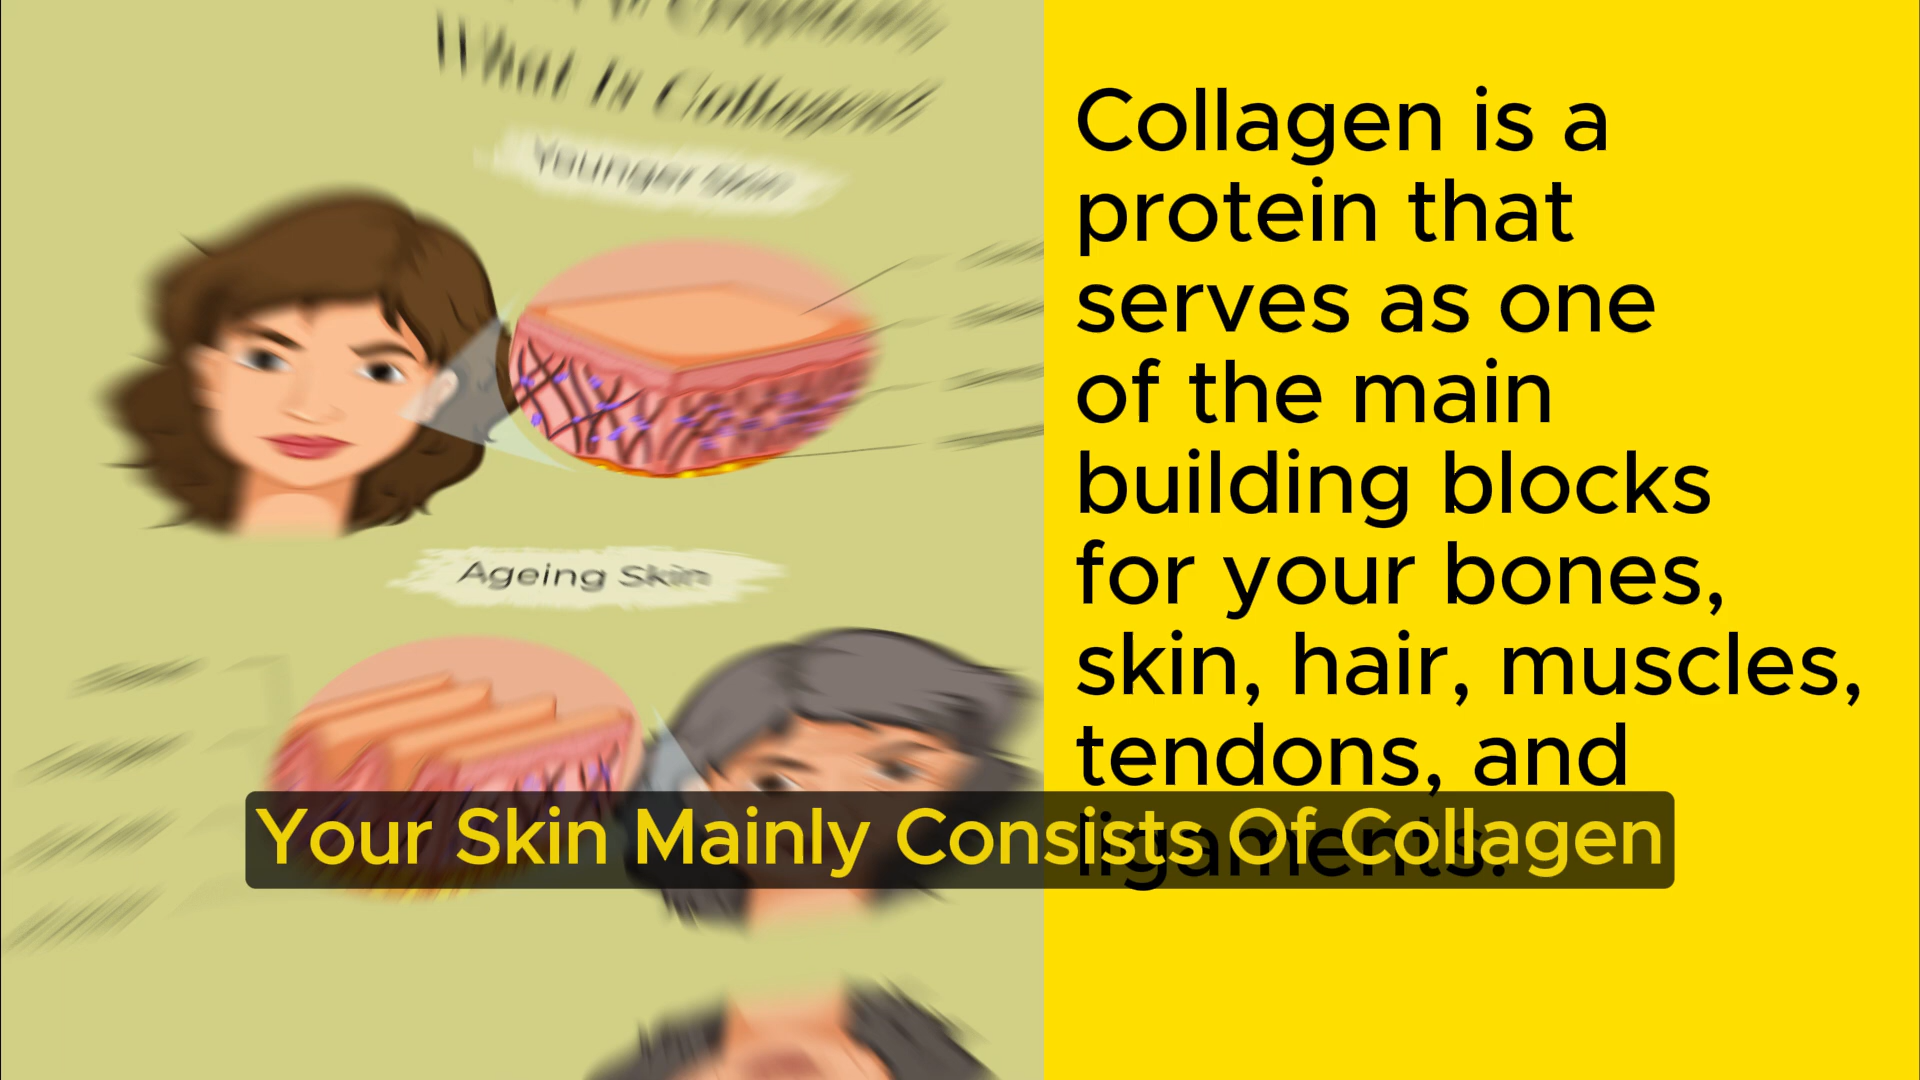 What Is Collagen?
Younger Skin
Ageing Skin
Collagen is a
protein that
serves as one
of the main
building blocks
for your bones,
skin, hair, muscles,
tendons, and
ligaments.
Your Skin Mainly Consists Of Collagen